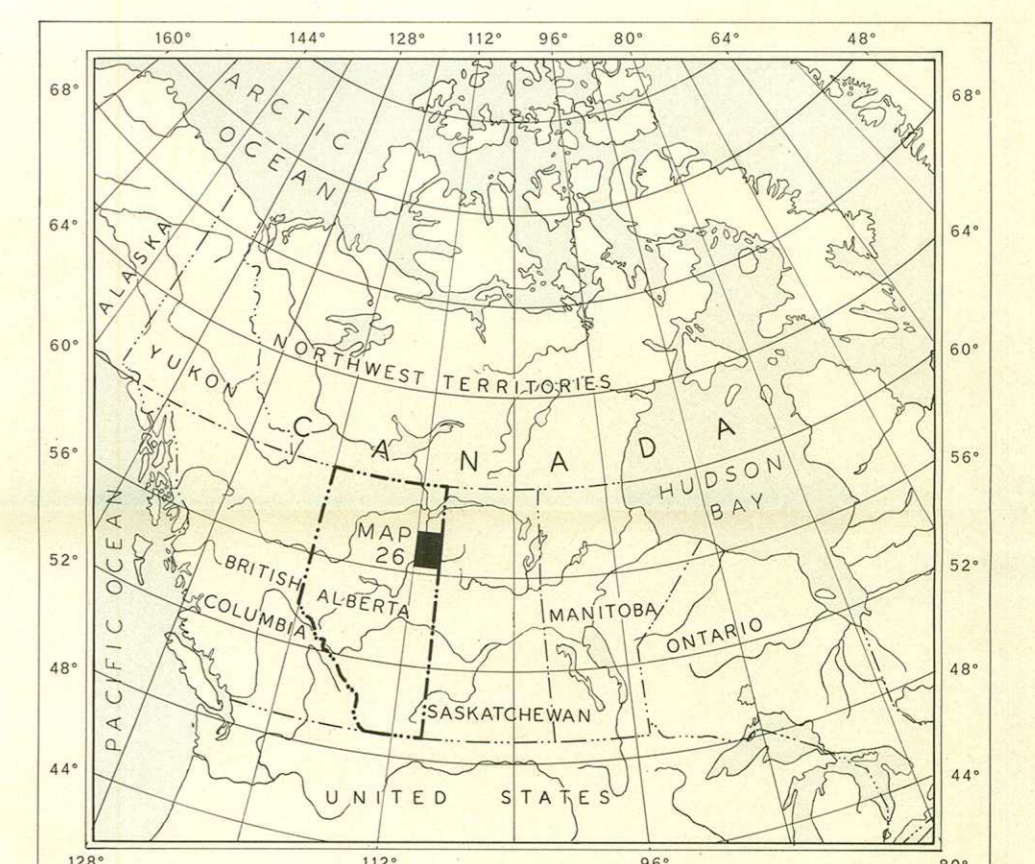 160° 144° 128° 112° 96° 80° 64° 48°
68° 68°
ARCTIC
OCEAN
64° 64°
ALASKA
60° 60°
YUKON
NORTHWEST TERRITORIES
CANADA
56° 56°
HUDSON
BAY
PACIFIC OCEAN
MAP
26
52° 52°
BRITISH
COLUMBIA
ALBERTA
MANITOBA
ONTARIO
48° 48°
SASKATCHEWAN
44° 44°
UNITED STATES
128° 112° 96° 80°